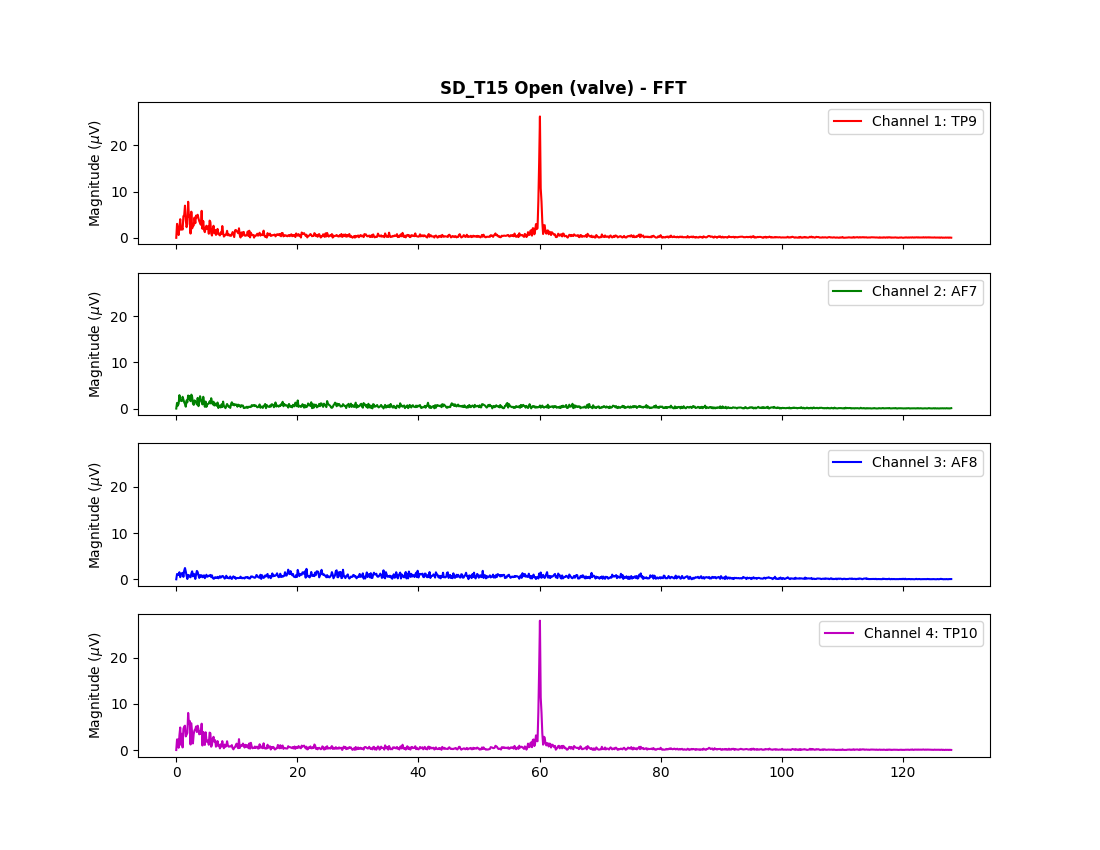 SD_T15 Open (valve) - FFT
Magnitude (μV)
20
10
0
Channel 1: TP9
Magnitude (μV)
20
10
0
Channel 2: AF7
Magnitude (μV)
20
10
0
Channel 3: AF8
Magnitude (μV)
20
10
0
Channel 4: TP10
0 20 40 60 80 100 120